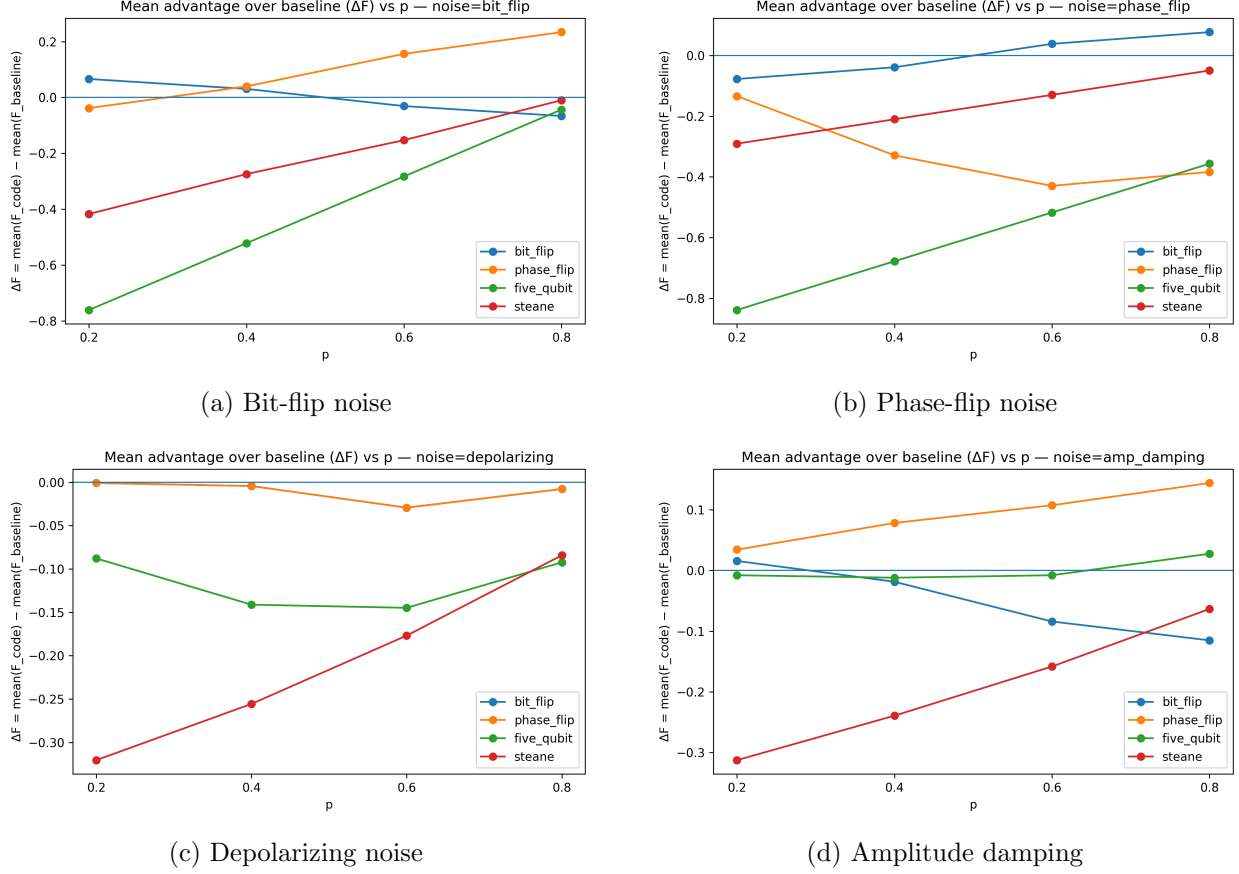 Mean advantage over baseline (ΔF) vs p — noise=bit_flip
ΔF = mean(F_code) − mean(F_baseline)
0.2
0.0
−0.2
−0.4
−0.6
−0.8
bit_flip
phase_flip
five_qubit
steane
0.2 0.4 0.6 0.8
p
(a) Bit-flip noise
Mean advantage over baseline (ΔF) vs p — noise=phase_flip
ΔF = mean(F_code) − mean(F_baseline)
0.0
−0.2
−0.4
−0.6
−0.8
bit_flip
phase_flip
five_qubit
steane
0.2 0.4 0.6 0.8
p
(b) Phase-flip noise
Mean advantage over baseline (ΔF) vs p — noise=depolarizing
ΔF = mean(F_code) − mean(F_baseline)
0.00
−0.05
−0.10
−0.15
−0.20
−0.25
−0.30
bit_flip
phase_flip
five_qubit
steane
0.2 0.4 0.6 0.8
p
(c) Depolarizing noise
Mean advantage over baseline (ΔF) vs p — noise=amp_damping
ΔF = mean(F_code) − mean(F_baseline)
0.1
0.0
−0.1
−0.2
−0.3
bit_flip
phase_flip
five_qubit
steane
0.2 0.4 0.6 0.8
p
(d) Amplitude damping